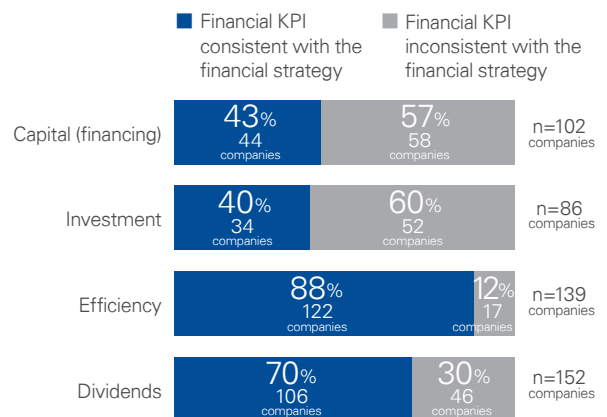 Financial KPI
consistent with the
financial strategy
Financial KPI
inconsistent with the
financial strategy
Capital (financing)
43%
44
companies
57%
58
companies
n=102
companies
Investment
40%
34
companies
60%
52
companies
n=86
companies
Efficiency
88%
122
companies
12%
17
companies
n=139
companies
Dividends
70%
106
companies
30%
46
companies
n=152
companies